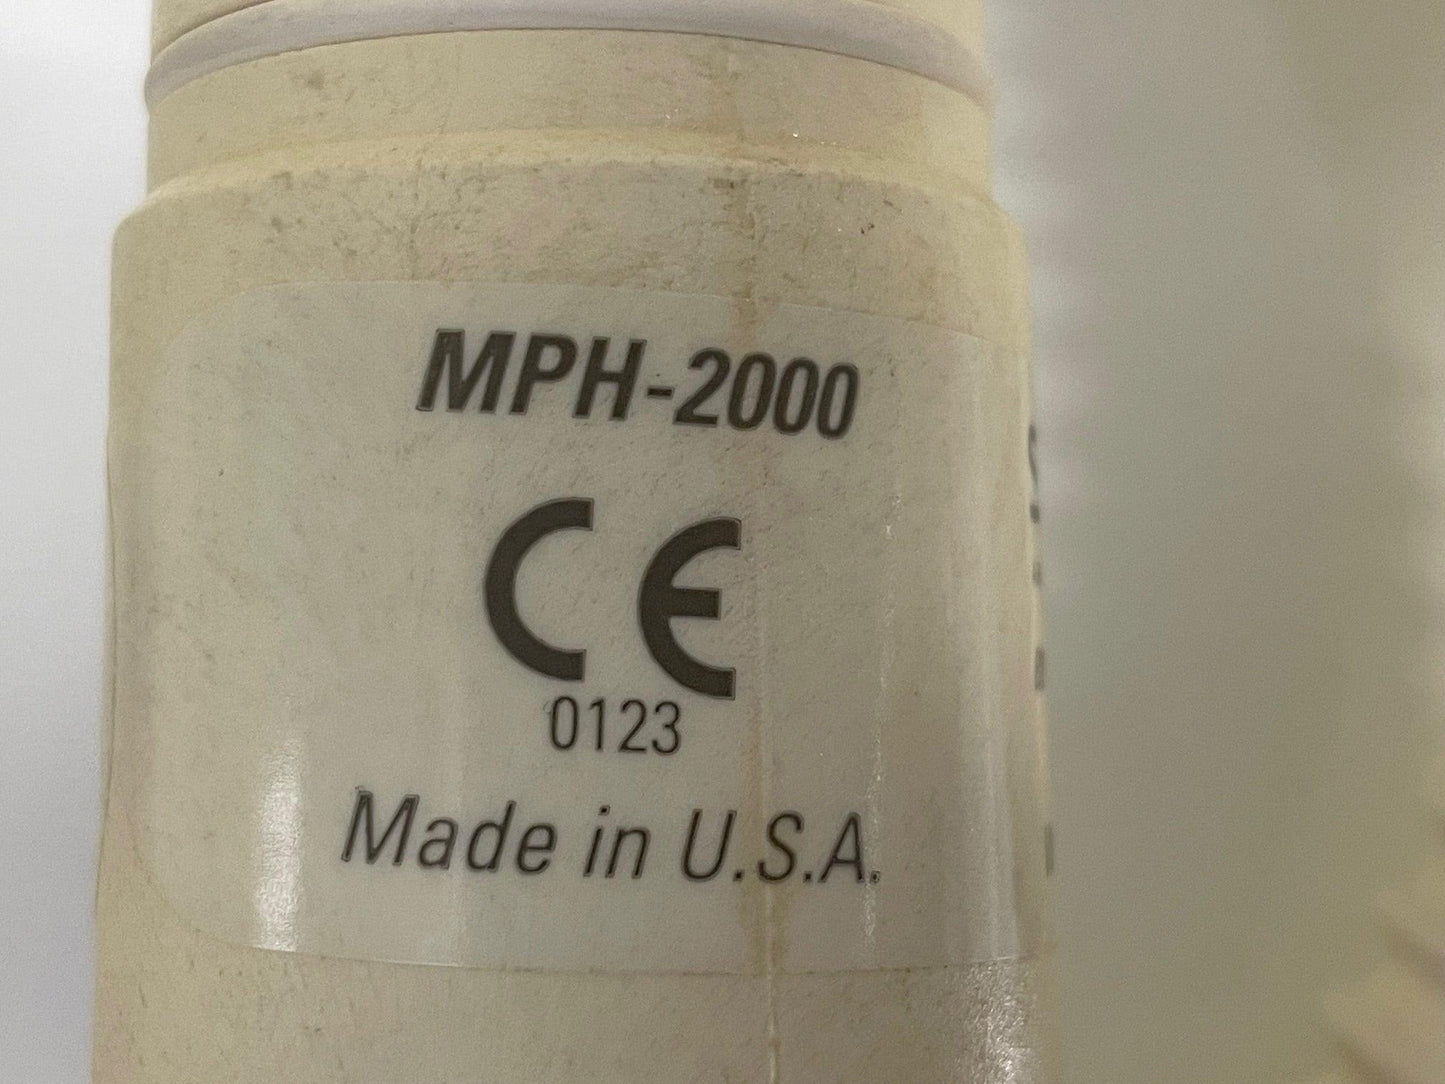 MPH-2000
CE
0123
Made in U.S.A.